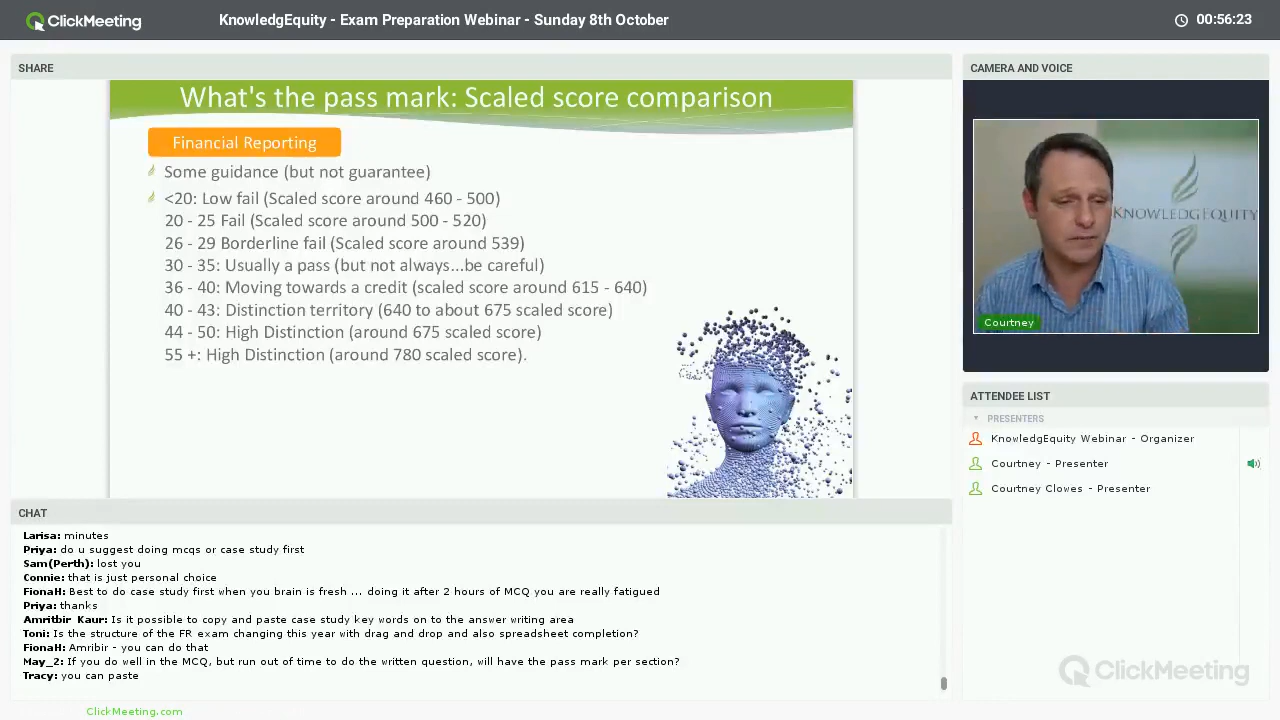 ClickMeeting
KnowledgEquity - Exam Preparation Webinar - Sunday 8th October
00:56:23
SHARE
What's the pass mark: Scaled score comparison
Financial Reporting
Some guidance (but not guarantee)
<20: Low fail (Scaled score around 460 - 500)
20 - 25 Fail (Scaled score around 500 - 520)
26 - 29 Borderline fail (Scaled score around 539)
30 - 35: Usually a pass (but not always...be careful)
36 - 40: Moving towards a credit (scaled score around 615 - 640)
40 - 43: Distinction territory (640 to about 675 scaled score)
44 - 50: High Distinction (around 675 scaled score)
55 +: High Distinction (around 780 scaled score).
CAMERA AND VOICE
KNOWLEDGEQUITY
Courtney
ATTENDEE LIST
PRESENTERS
KnowledgEquity Webinar - Organizer
Courtney - Presenter
Courtney Clowes - Presenter
CHAT
Larisa: minutes
Priya: do u suggest doing mcqs or case study first
Sam(Perth): lost you
Connie: that is just personal choice
FionaH: Best to do case study first when you brain is fresh ... doing it after 2 hours of MCQ you are really fatigued
Priya: thanks
Amritbir Kaur: Is it possible to copy and paste case study key words on to the answer writing area
Toni: Is the structure of the FR exam changing this year with drag and drop and also spreadsheet completion?
FionaH: Amribir - you can do that
May_2: If you do well in the MCQ, but run out of time to do the written question, will have the pass mark per section?
Tracy: you can paste
ClickMeeting
ClickMeeting.com